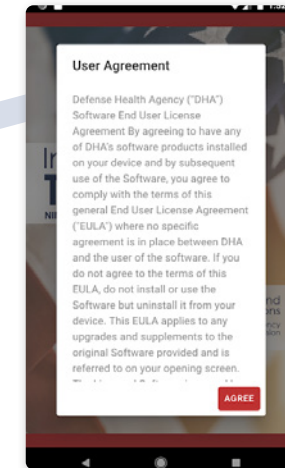 User Agreement
Defense Health Agency ("DHA")
Software End User License
Agreement By agreeing to have any
of DHA's software products installed
on your device and by subsequent
use of the Software, you agree to
comply with the terms of this
general End User License Agreement
("EULA") where no specific
agreement is in place between DHA
and the user of the software. If you
do not agree to the terms of this
EULA, do not install or use the
Software but uninstall it from your
device. This EULA applies to any
upgrades and supplements to the
original Software provided and is
referred to on your opening screen.
AGREE